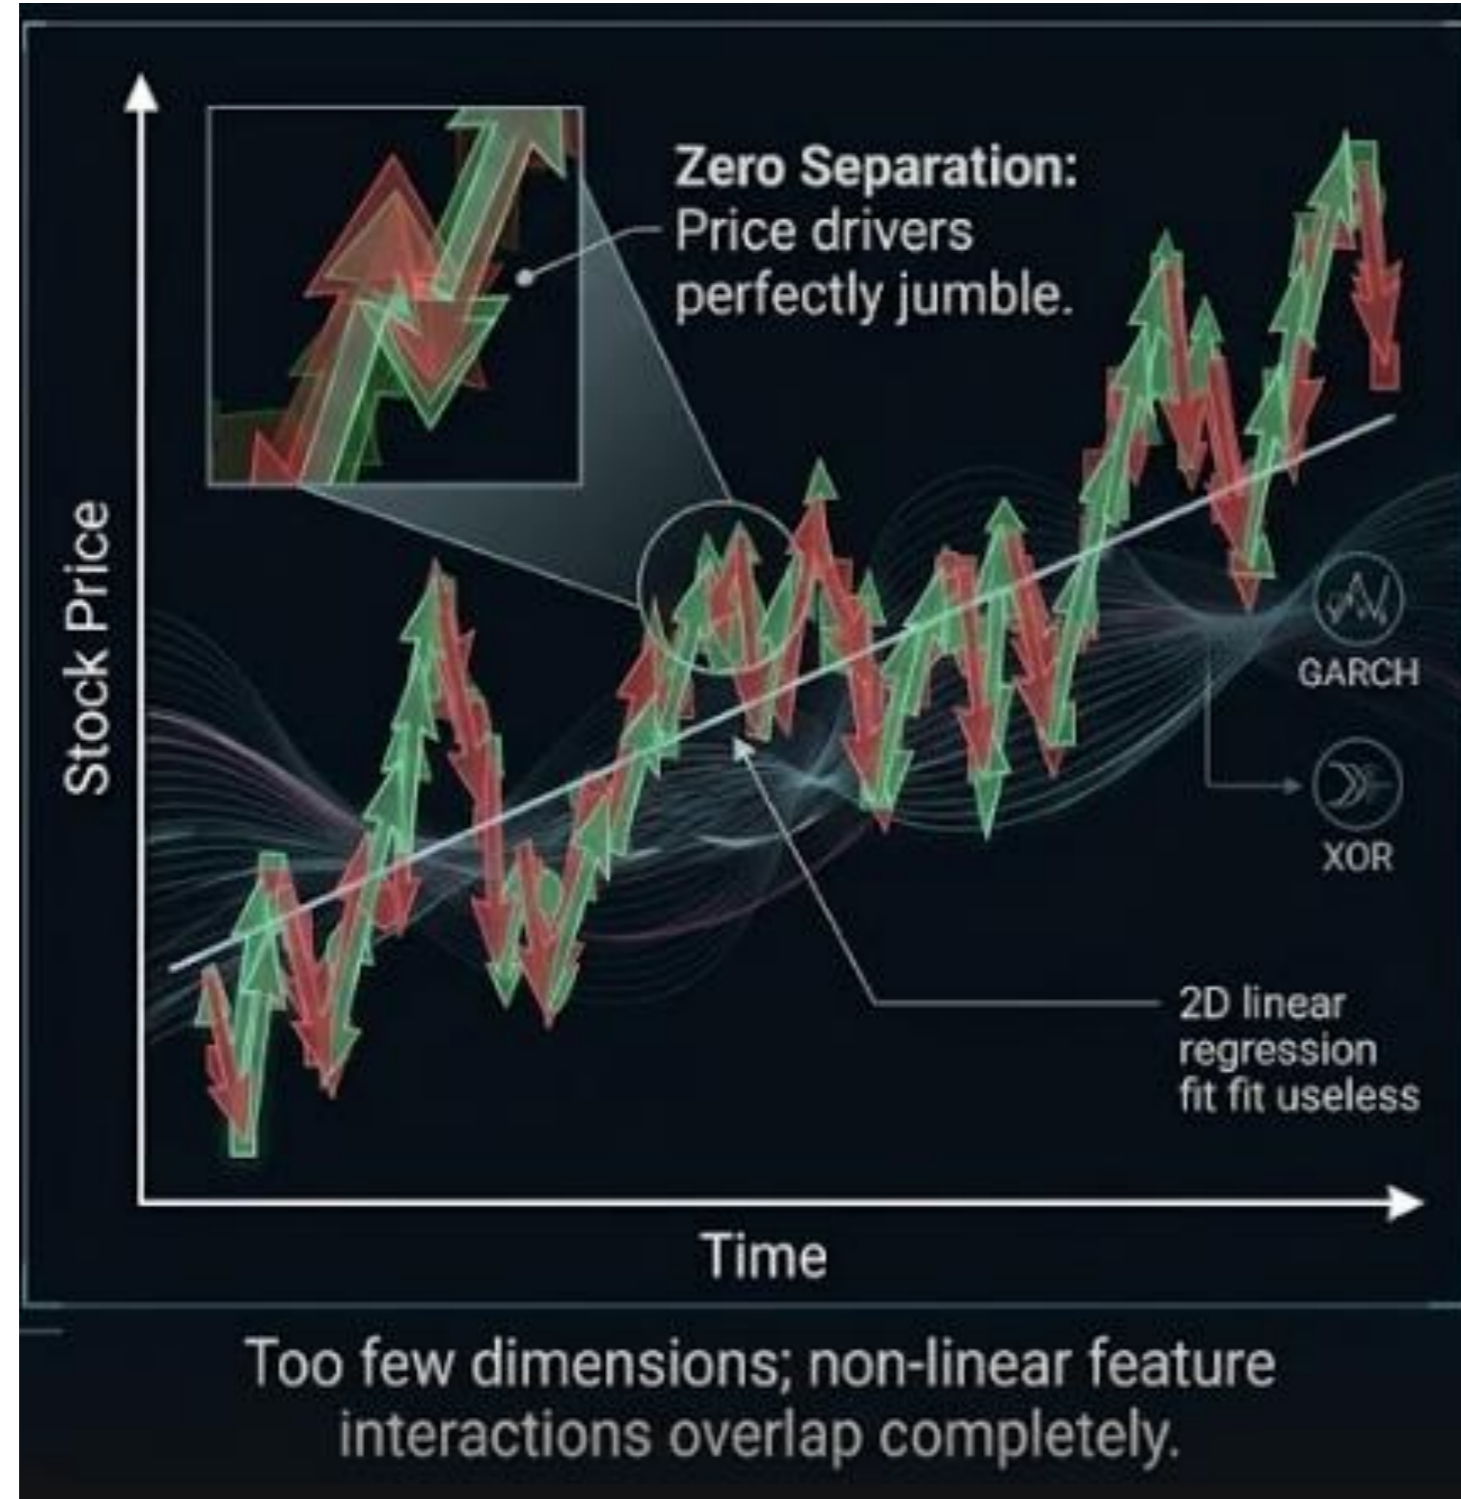 Zero Separation:
Price drivers
perfectly jumble.
Stock Price
GARCH
XOR
2D linear
regression
fit fit useless
Time
Too few dimensions; non-linear feature
interactions overlap completely.